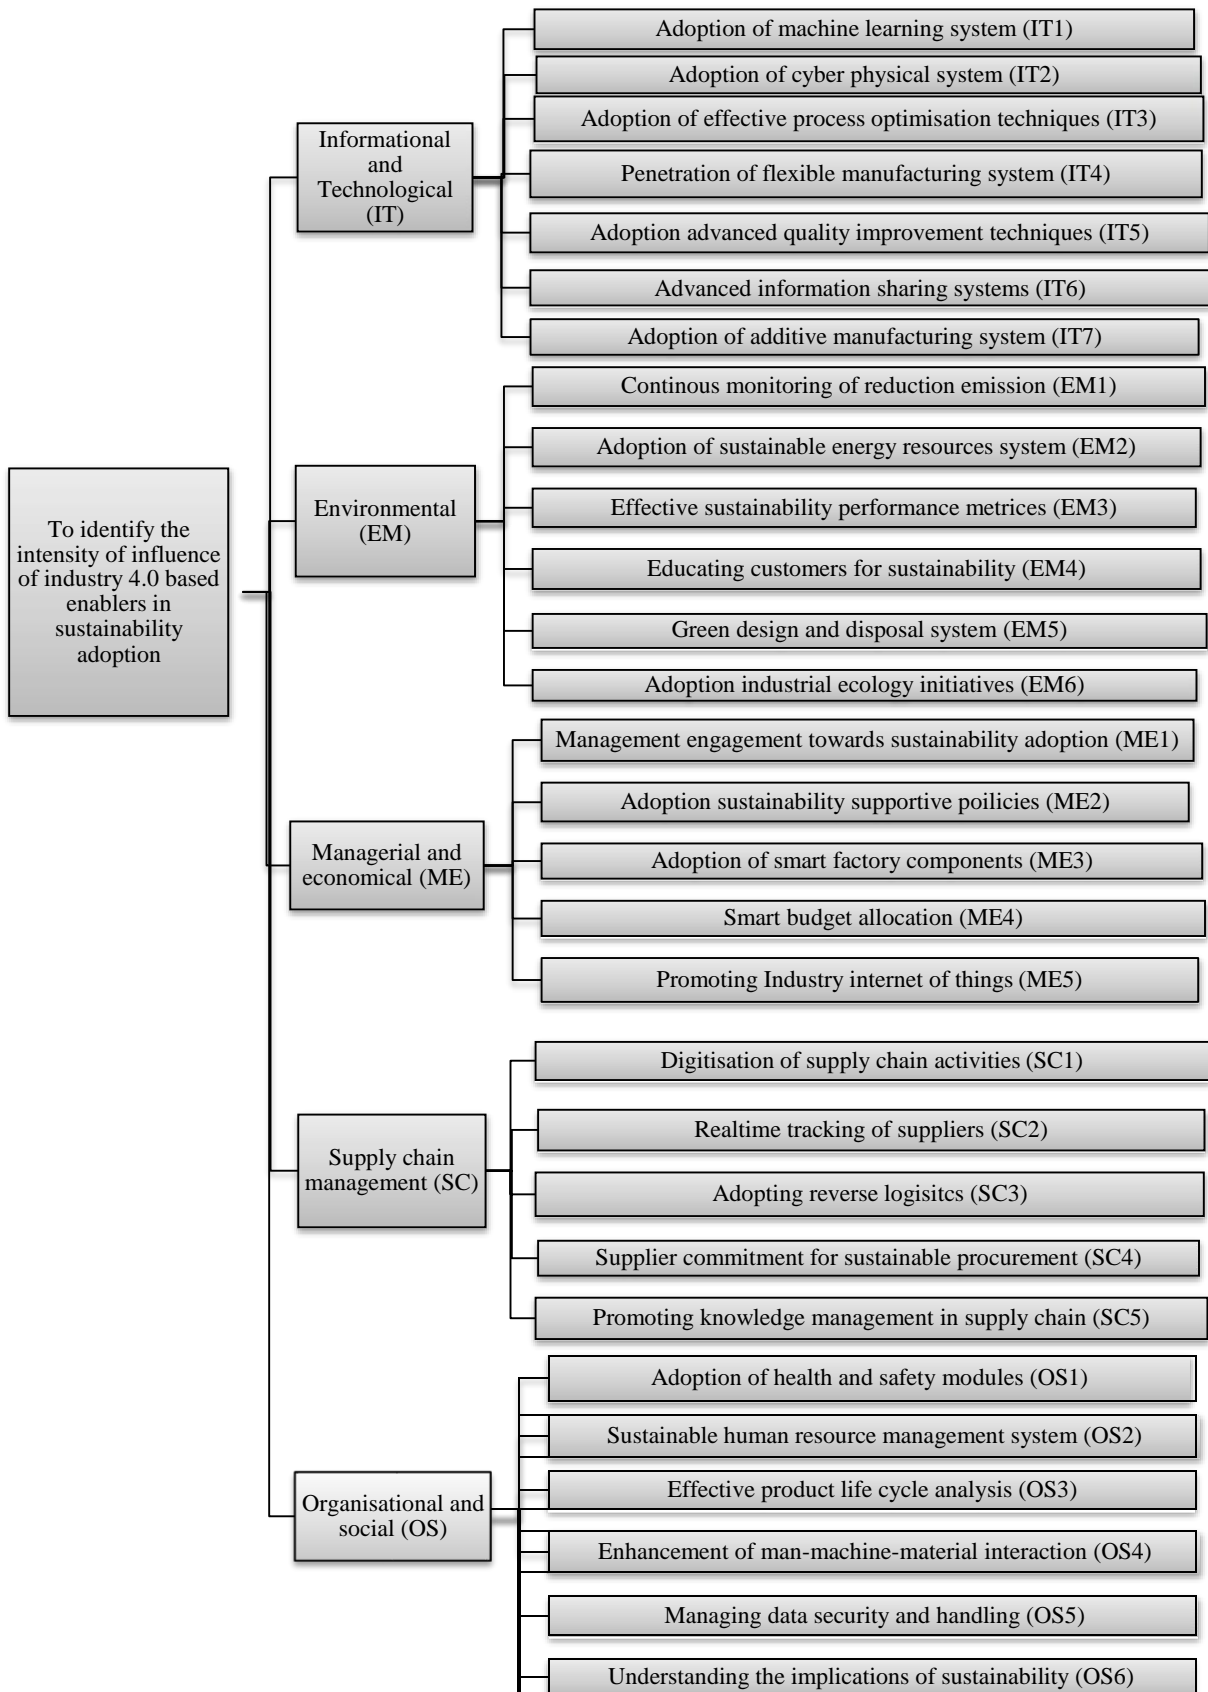 To identify the
intensity of influence
of industry 4.0 based
enablers in
sustainability
adoption
Informational
and
Technological
(IT)
Adoption of machine learning system (IT1)
Adoption of cyber physical system (IT2)
Adoption of effective process optimisation techniques (IT3)
Penetration of flexible manufacturing system (IT4)
Adoption advanced quality improvement techniques (IT5)
Advanced information sharing systems (IT6)
Adoption of additive manufacturing system (IT7)
Environmental
(EM)
Continous monitoring of reduction emission (EM1)
Adoption of sustainable energy resources system (EM2)
Effective sustainability performance metrices (EM3)
Educating customers for sustainability (EM4)
Green design and disposal system (EM5)
Adoption industrial ecology initiatives (EM6)
Managerial and
economical (ME)
Management engagement towards sustainability adoption (ME1)
Adoption sustainability supportive poilicies (ME2)
Adoption of smart factory components (ME3)
Smart budget allocation (ME4)
Promoting Industry internet of things (ME5)
Supply chain
management (SC)
Digitisation of supply chain activities (SC1)
Realtime tracking of suppliers (SC2)
Adopting reverse logisitcs (SC3)
Supplier commitment for sustainable procurement (SC4)
Promoting knowledge management in supply chain (SC5)
Organisational and
social (OS)
Adoption of health and safety modules (OS1)
Sustainable human resource management system (OS2)
Effective product life cycle analysis (OS3)
Enhancement of man-machine-material interaction (OS4)
Managing data security and handling (OS5)
Understanding the implications of sustainability (OS6)